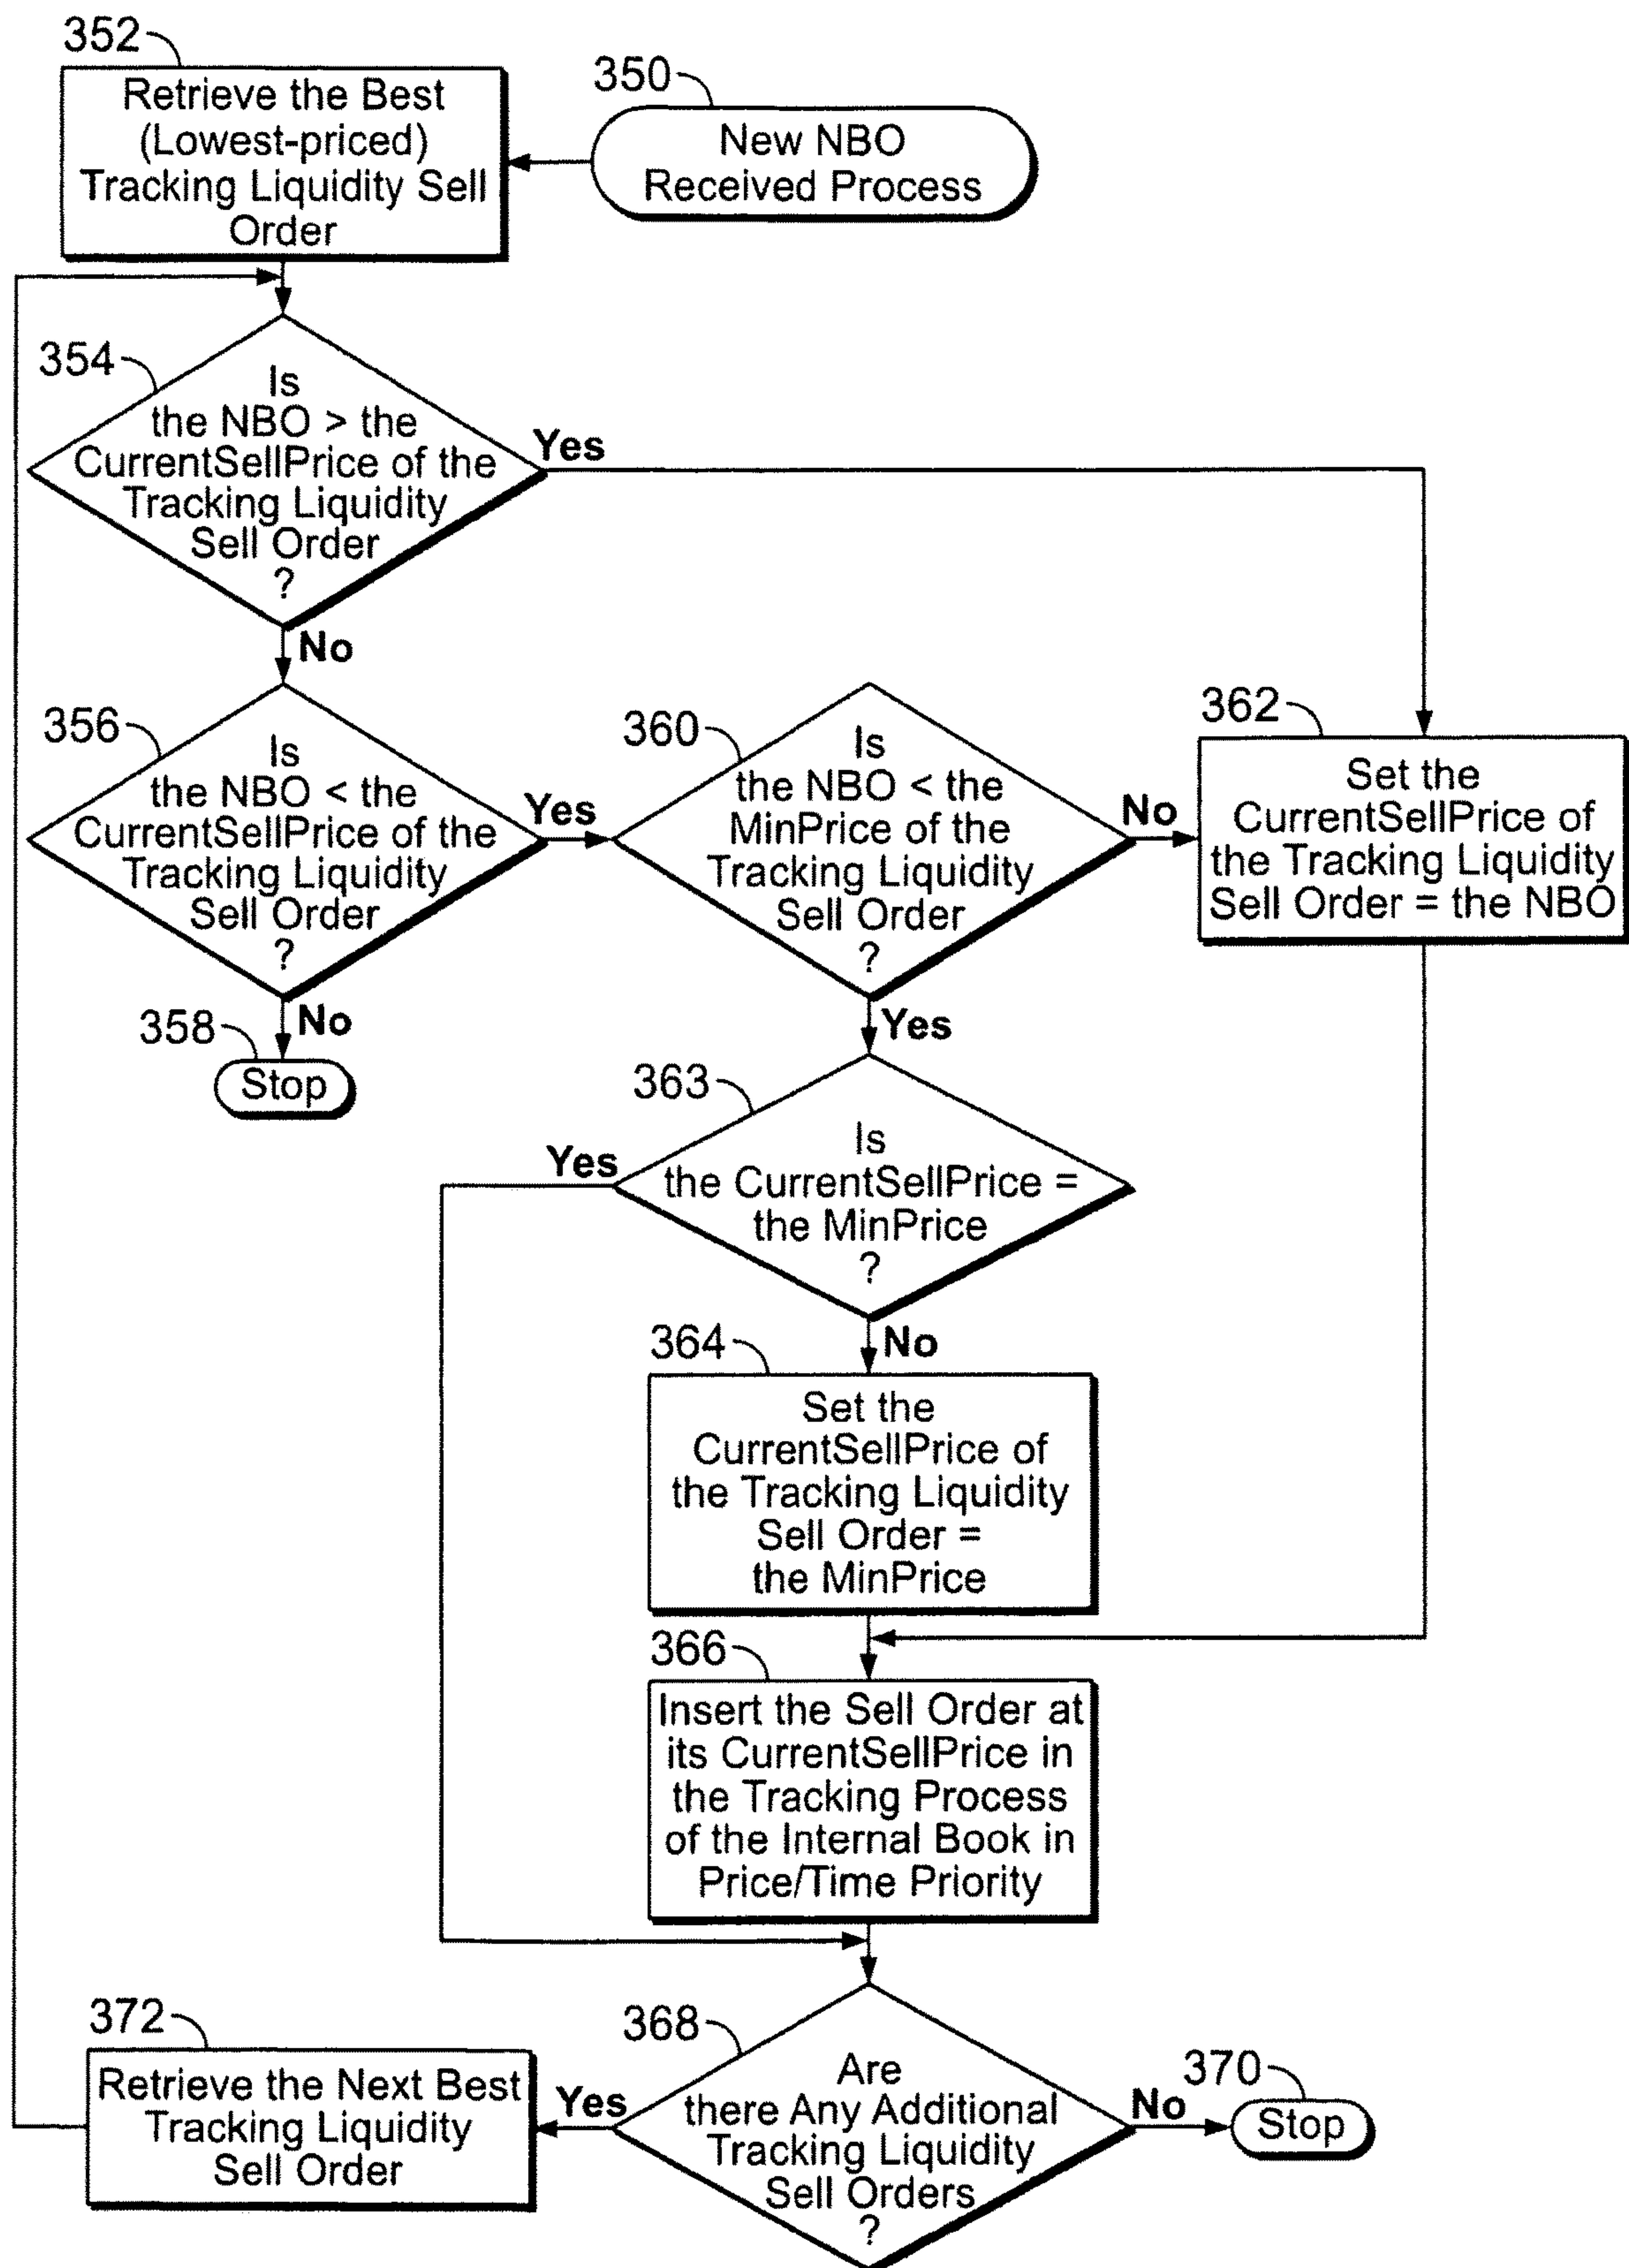 352
Retrieve the Best
(Lowest-priced)
Tracking Liquidity Sell
Order
350
New NBO
Received Process
354
Is
the NBO > the
CurrentSellPrice of the
Tracking Liquidity
Sell Order
?
Yes
No
356
Is
the NBO < the
CurrentSellPrice of the
Tracking Liquidity
Sell Order
?
Yes
No
358
Stop
360
Is
the NBO < the
MinPrice of the
Tracking Liquidity
Sell Order
?
No
Yes
362
Set the
CurrentSellPrice of
the Tracking Liquidity
Sell Order = the NBO
363
Is
the CurrentSellPrice =
the MinPrice
?
Yes
No
364
Set the
CurrentSellPrice of
the Tracking Liquidity
Sell Order =
the MinPrice
366
Insert the Sell Order at
its CurrentSellPrice in
the Tracking Process
of the Internal Book in
Price/Time Priority
368
Are
there Any Additional
Tracking Liquidity
Sell Orders
?
Yes
No
370
Stop
372
Retrieve the Next Best
Tracking Liquidity
Sell Order